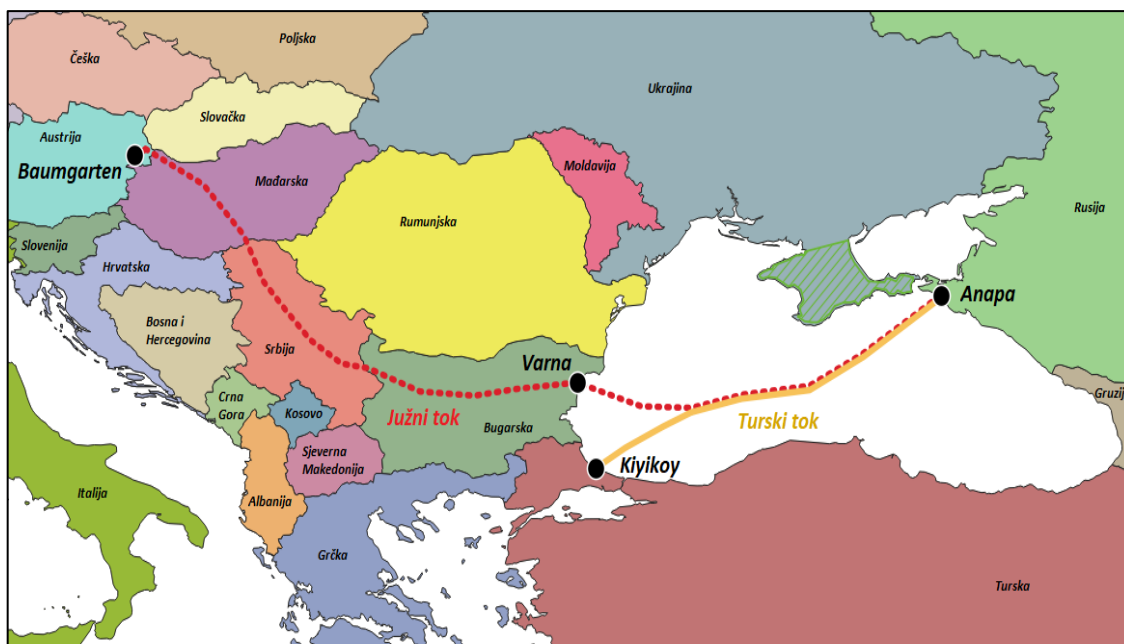 Poljska
Češka
Ukrajina
Slovačka
Austrija
Baumgarten
Moldavija
Mađarska
Rusija
Rumunjska
Slovenija
Hrvatska
Anapa
Bosna i
Hercegovina
Srbija
Varna
Gruzij
Crna
Gora
Kosovo
Južni tok
Turski tok
Bugarska
Sjeverna
Makedonija
Kiyikoy
Italija
Albanija
Grčka
Turska